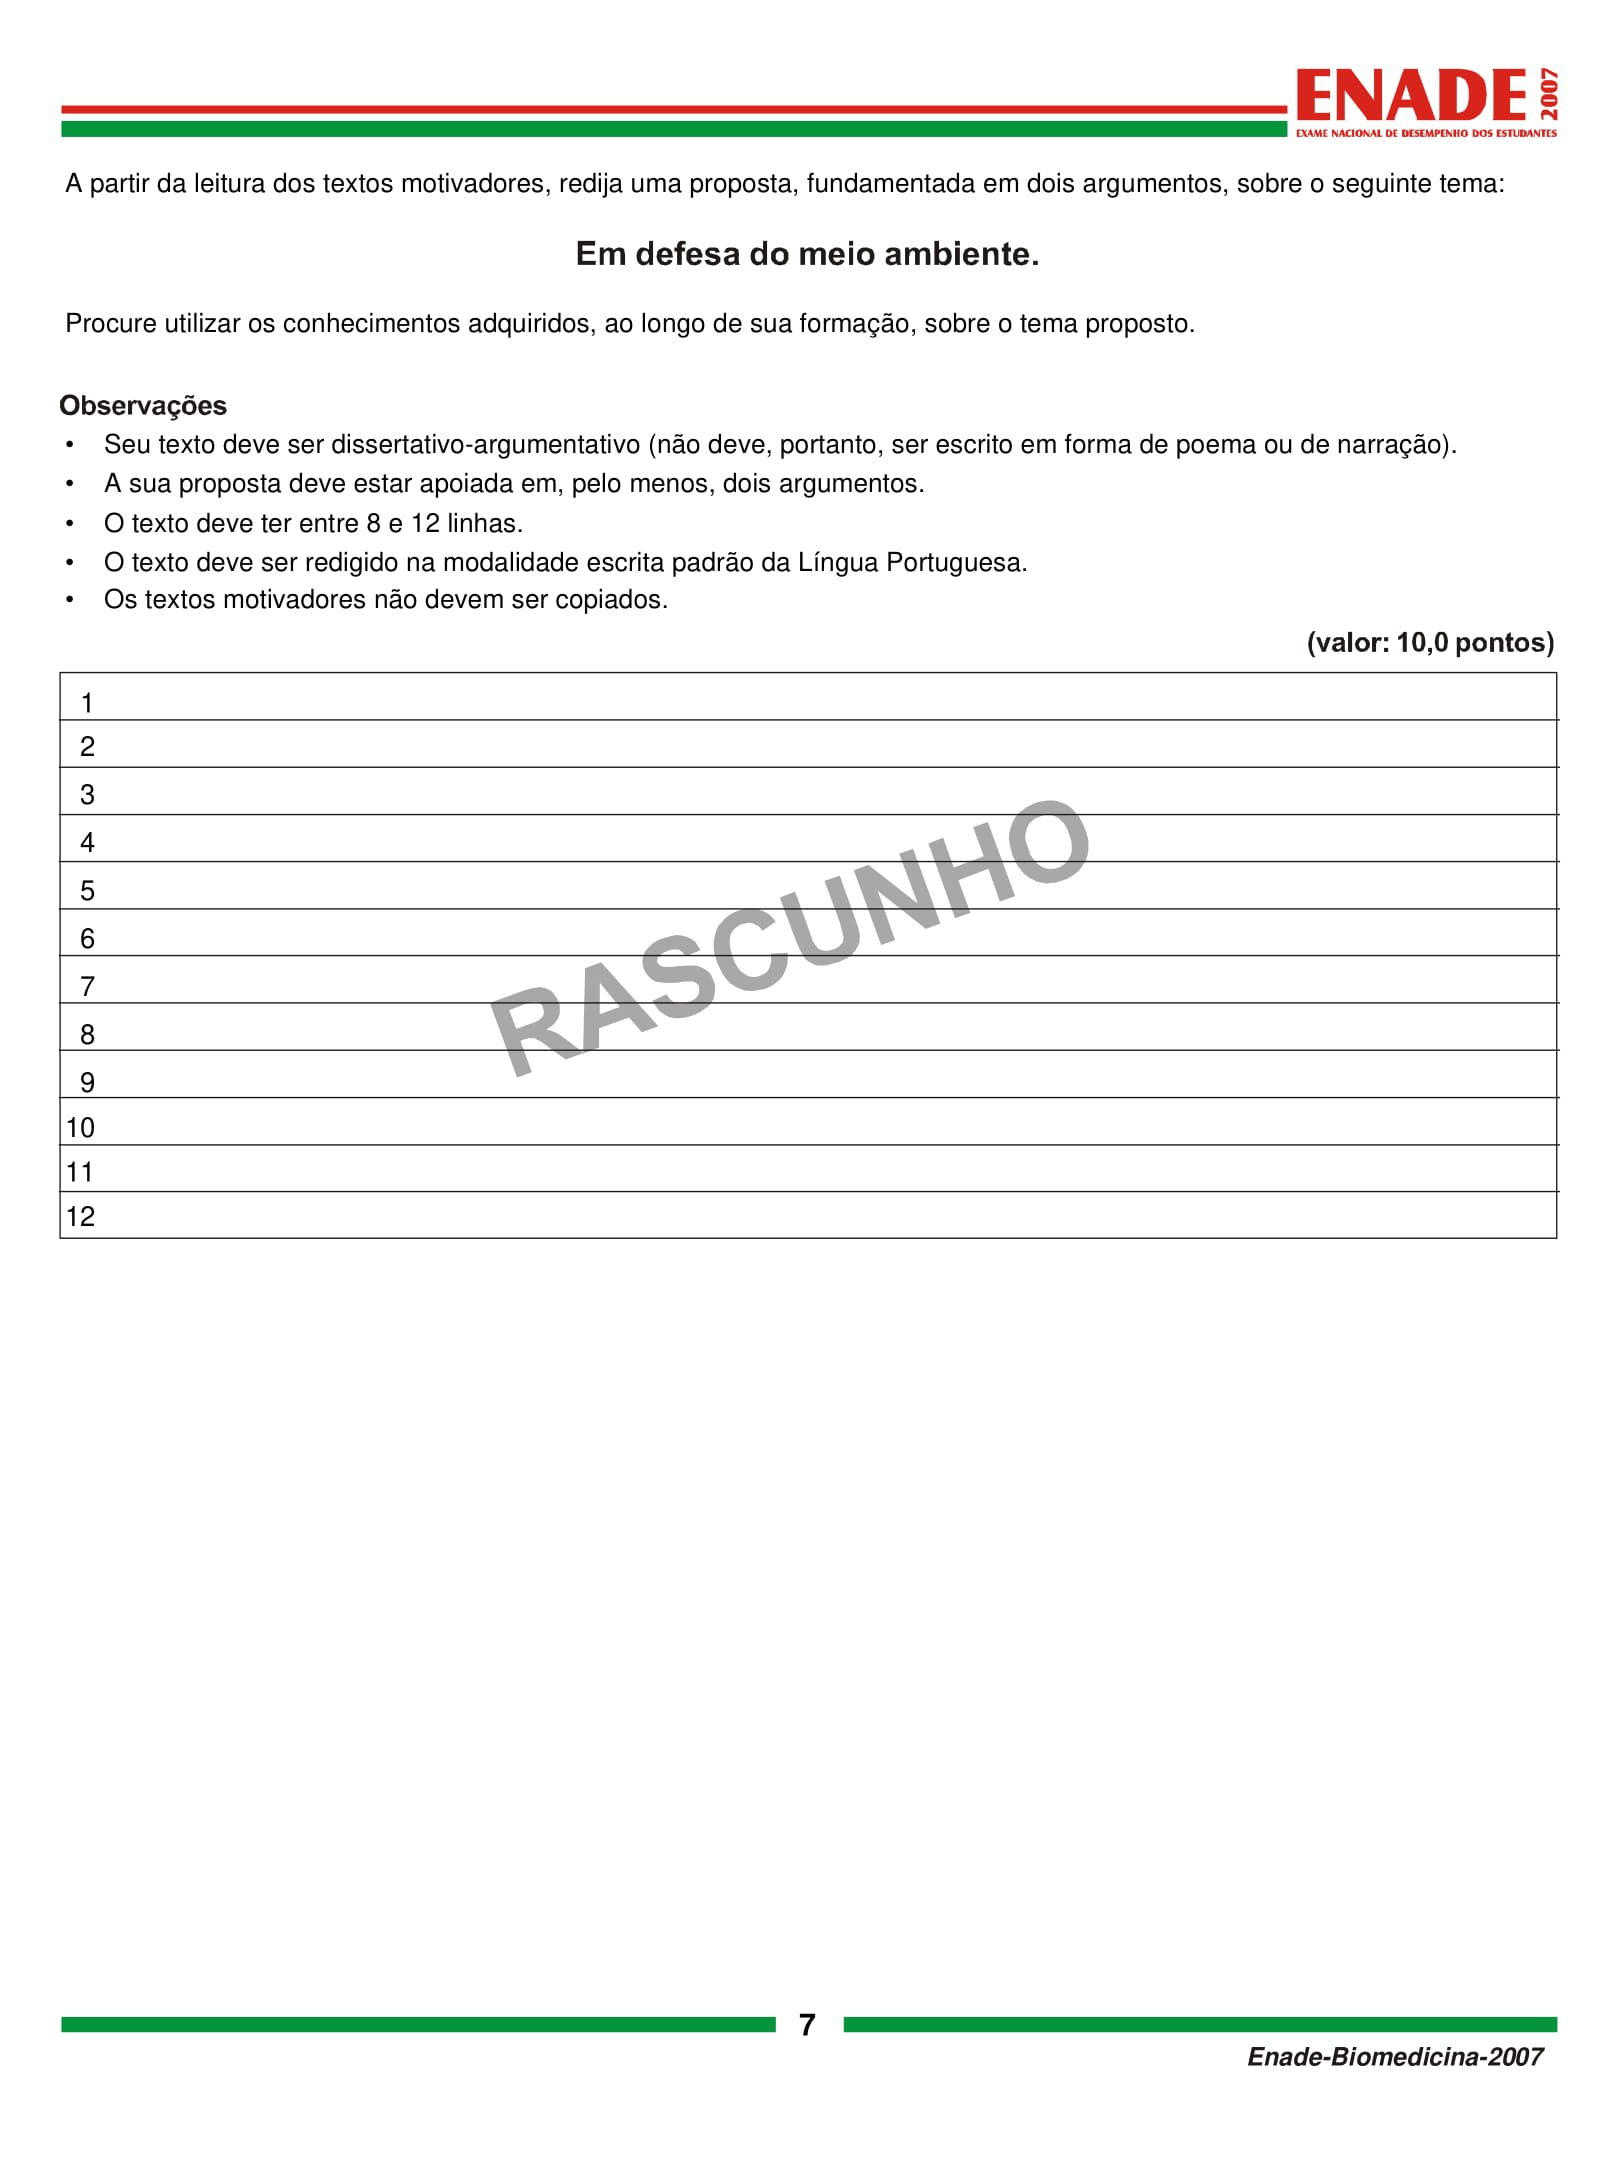 ENADE 2007
EXAME NACIONAL DE DESEMPENHO DOS ESTUDANTES
A partir da leitura dos textos motivadores, redija uma proposta, fundamentada em dois argumentos, sobre o seguinte tema:
Em defesa do meio ambiente.
Procure utilizar os conhecimentos adquiridos, ao longo de sua formação, sobre o tema proposto.
Observações
• Seu texto deve ser dissertativo-argumentativo (não deve, portanto, ser escrito em forma de poema ou de narração).
• A sua proposta deve estar apoiada em, pelo menos, dois argumentos.
• O texto deve ter entre 8 e 12 linhas.
• O texto deve ser redigido na modalidade escrita padrão da Língua Portuguesa.
• Os textos motivadores não devem ser copiados.
(valor: 10,0 pontos)
1
2
3
4
5
6
7
8
9
10
11
12
RASCUNHO
7
Enade-Biomedicina-2007